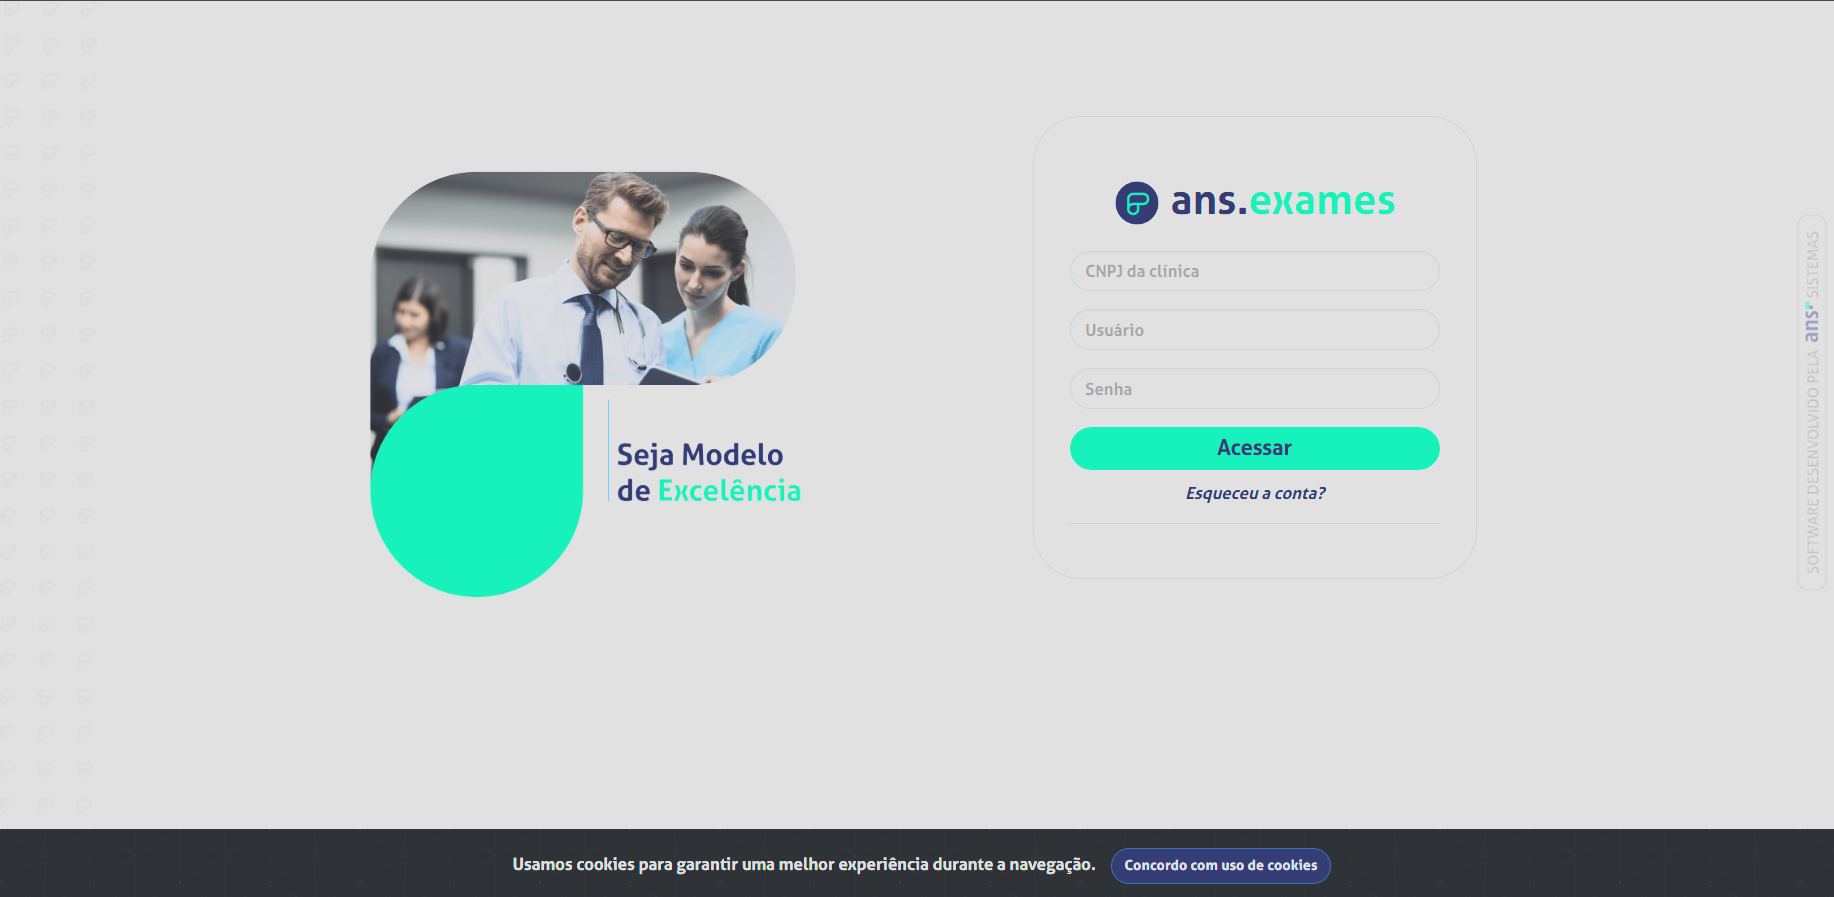 ans.exames
CNPJ da clínica
Usuário
Senha
Acessar
Esqueceu a conta?
Seja Modelo
de Excelência
SOFTWARE DESENVOLVIDO PELA ans SISTEMAS
Usamos cookies para garantir uma melhor experiência durante a navegação.
Concordo com uso de cookies